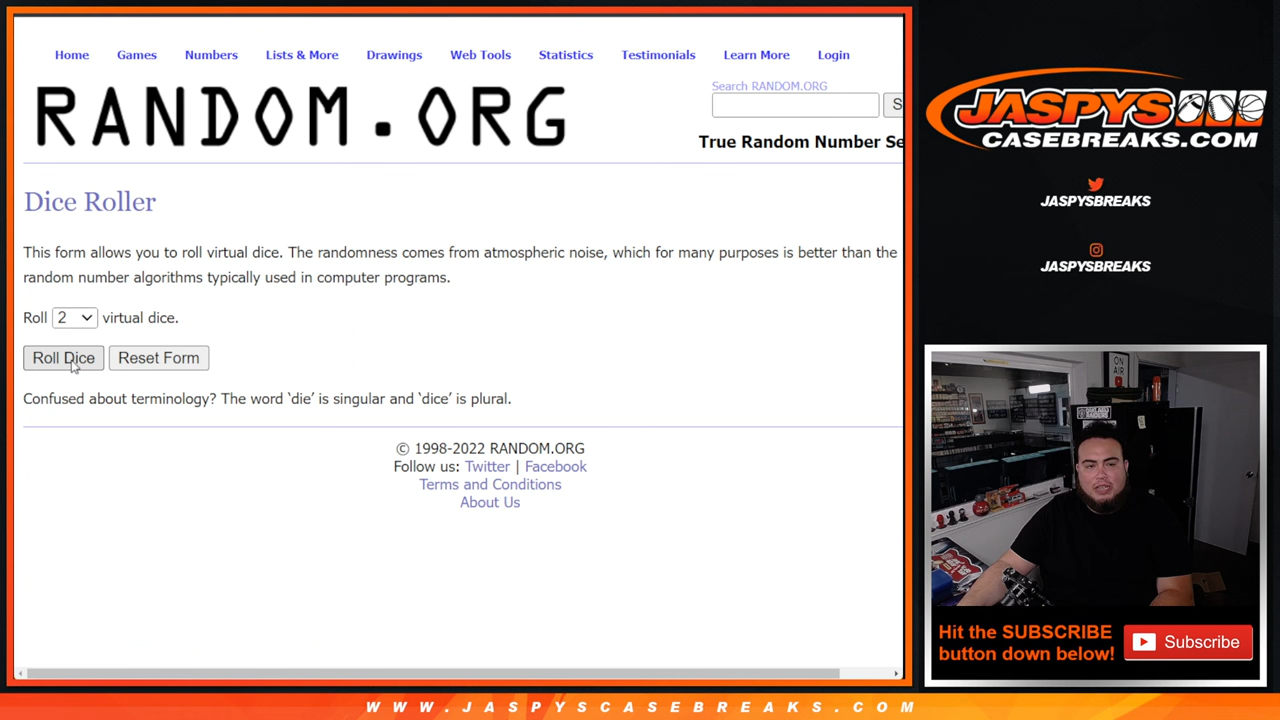 Home Games Numbers Lists & More Drawings Web Tools Statistics Testimonials Learn More Login
RANDOM.ORG
Search RANDOM.ORG
S
True Random Number Se
Dice Roller
This form allows you to roll virtual dice. The randomness comes from atmospheric noise, which for many purposes is better than the
random number algorithms typically used in computer programs.
Roll 2 virtual dice.
Roll Dice Reset Form
Confused about terminology? The word ‘die’ is singular and ‘dice’ is plural.
© 1998-2022 RANDOM.ORG
Follow us: Twitter | Facebook
Terms and Conditions
About Us
JASPYS
CASEBREAKS.COM
JASPYSBREAKS
JASPYSBREAKS
ON
AIR
Hit the SUBSCRIBE
button down below!
Subscribe
WWW.JASPYSCASEBREAKS.COM